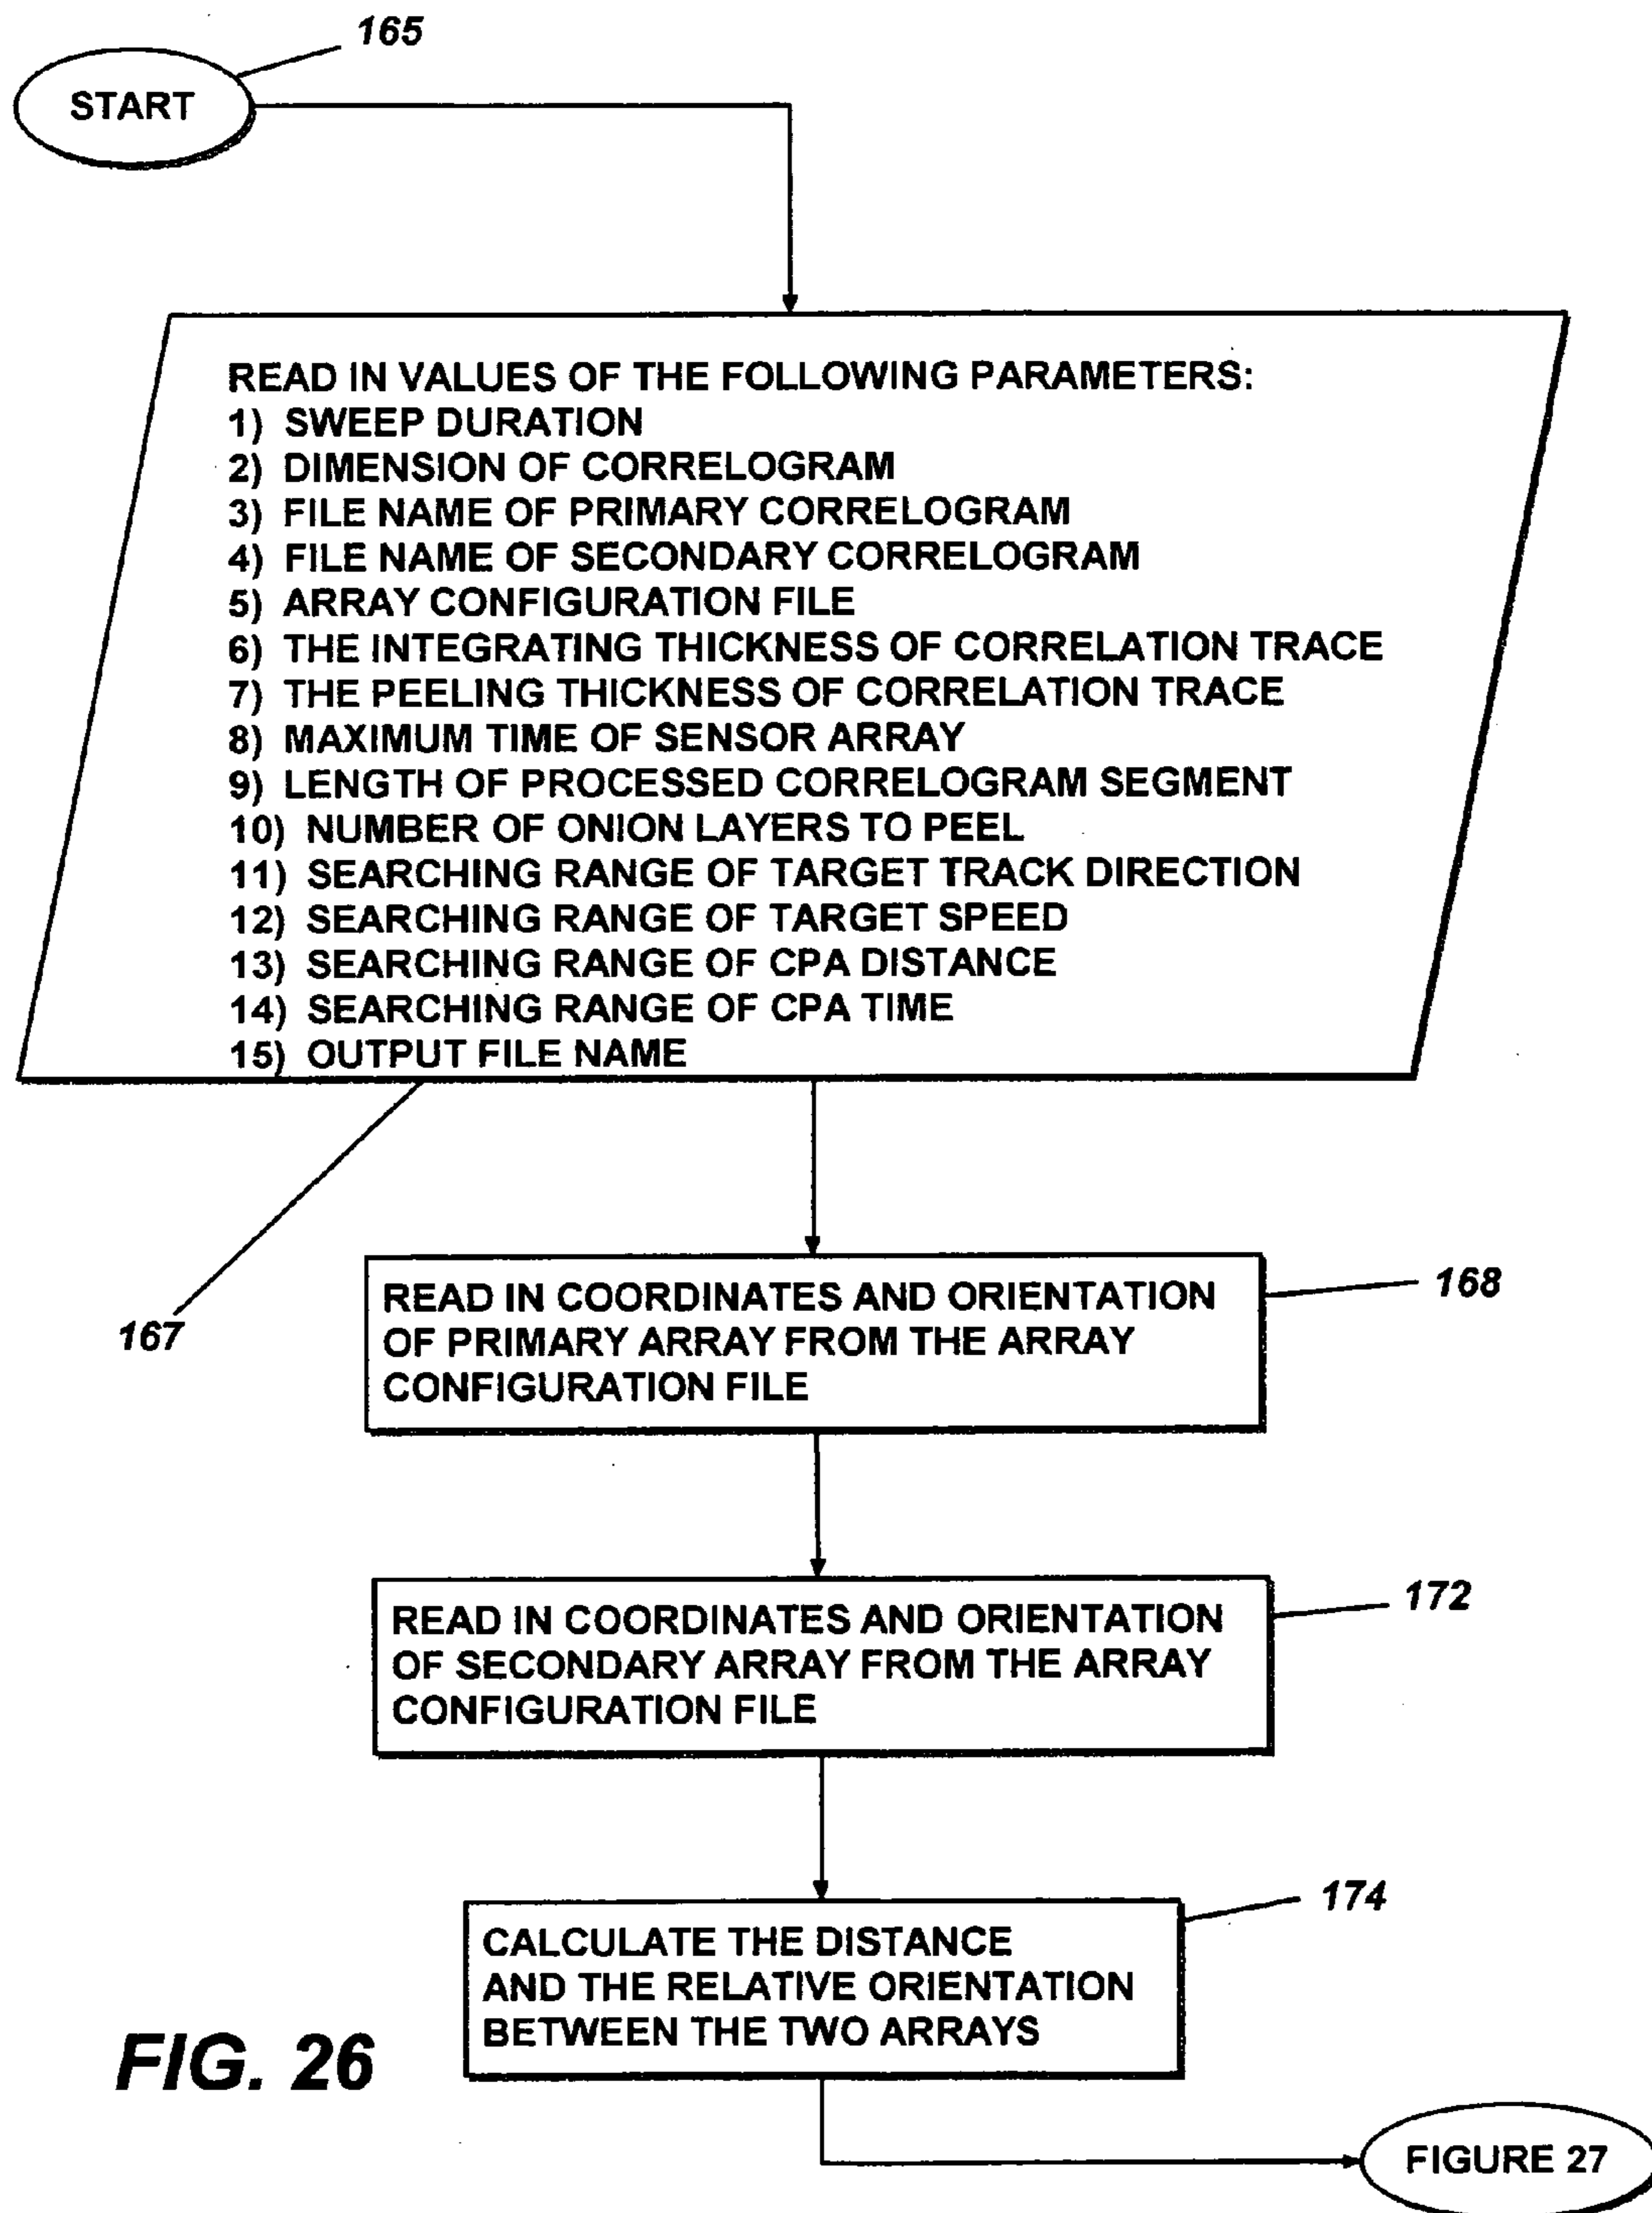 165
START
READ IN VALUES OF THE FOLLOWING PARAMETERS:
1) SWEEP DURATION
2) DIMENSION OF CORRELOGRAM
3) FILE NAME OF PRIMARY CORRELOGRAM
4) FILE NAME OF SECONDARY CORRELOGRAM
5) ARRAY CONFIGURATION FILE
6) THE INTEGRATING THICKNESS OF CORRELATION TRACE
7) THE PEELING THICKNESS OF CORRELATION TRACE
8) MAXIMUM TIME OF SENSOR ARRAY
9) LENGTH OF PROCESSED CORRELOGRAM SEGMENT
10) NUMBER OF ONION LAYERS TO PEEL
11) SEARCHING RANGE OF TARGET TRACK DIRECTION
12) SEARCHING RANGE OF TARGET SPEED
13) SEARCHING RANGE OF CPA DISTANCE
14) SEARCHING RANGE OF CPA TIME
15) OUTPUT FILE NAME
167
READ IN COORDINATES AND ORIENTATION
OF PRIMARY ARRAY FROM THE ARRAY
CONFIGURATION FILE
168
READ IN COORDINATES AND ORIENTATION
OF SECONDARY ARRAY FROM THE ARRAY
CONFIGURATION FILE
172
CALCULATE THE DISTANCE
AND THE RELATIVE ORIENTATION
BETWEEN THE TWO ARRAYS
174
FIG. 26
FIGURE 27